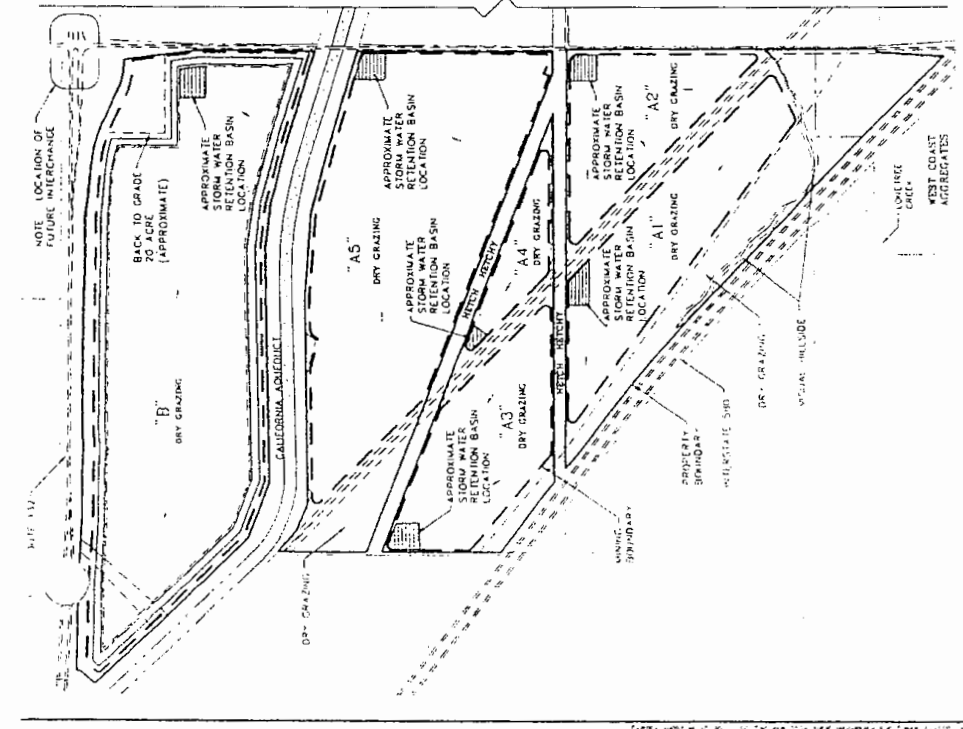 NOTE LOCATION OF
FUTURE INTERCHANGE
BACK TO GRADE
20 ACRE
(APPROXIMATE)
APPROXIMATE
STORM WATER
RETENTION BASIN
LOCATION
"B"
DRY GRAZING
CALIFORNIA AQUEDUCT
APPROXIMATE
STORM WATER
RETENTION BASIN
LOCATION
"A5"
DRY GRAZING
APPROXIMATE
STORM WATER
RETENTION BASIN
LOCATION
HETCH HETCHY
"A4"
DRY GRAZING
"A3"
DRY GRAZING
APPROXIMATE
STORM WATER
RETENTION BASIN
LOCATION
HETCH HETCHY
APPROXIMATE
STORM WATER
RETENTION BASIN
LOCATION
"A2"
DRY GRAZING
"A1"
DRY GRAZING
APPROXIMATE
STORM WATER
RETENTION BASIN
LOCATION
LONETREE
CREEK
WEST COAST
AGGREGATES
DRY GRAZING
HILLSIDE
PROPERTY
BOUNDARY
INTERSTATE 580
MINING
BOUNDARY
DRY GRAZING